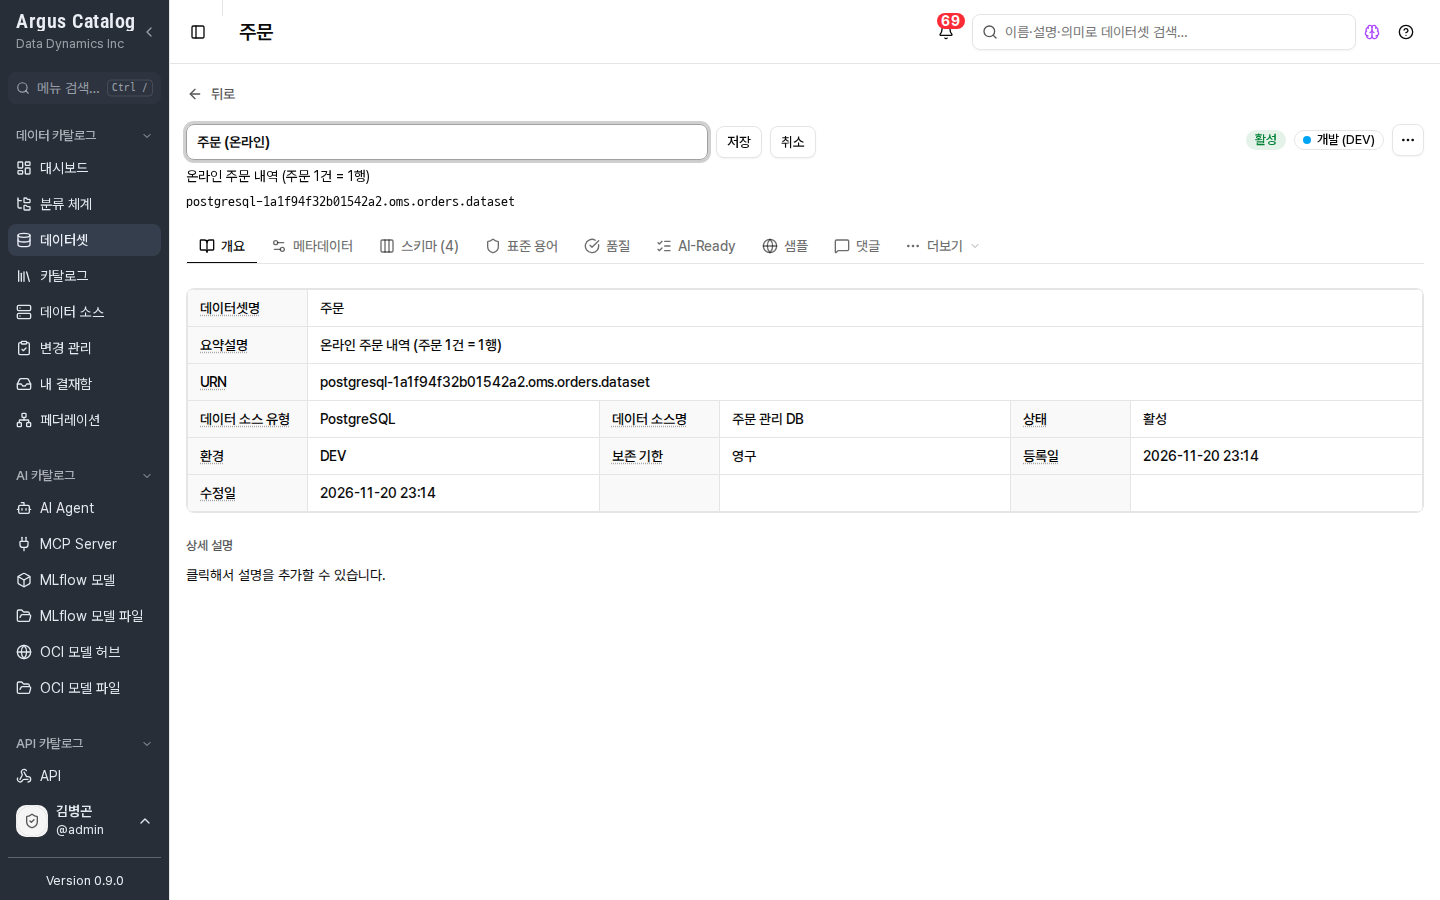 Argus Catalog
Data Dynamics Inc
메뉴 검색... Ctrl /
데이터 카탈로그
대시보드
분류 체계
데이터셋
카탈로그
데이터 소스
변경 관리
내 결재함
페더레이션
AI 카탈로그
AI Agent
MCP Server
MLflow 모델
MLflow 모델 파일
OCI 모델 허브
OCI 모델 파일
API 카탈로그
API
김병곤
@admin
Version 0.9.0
주문
69
이름·설명·의미로 데이터셋 검색...
뒤로
주문 (온라인) 저장 취소
활성 개발 (DEV)
온라인 주문 내역 (주문 1건 = 1행)
postgresql-1a1f94f32b01542a2.oms.orders.dataset
개요 메타데이터 스키마 (4) 표준 용어 품질 AI-Ready 샘플 댓글 더보기
데이터셋명 주문
요약설명 온라인 주문 내역 (주문 1건 = 1행)
URN postgresql-1a1f94f32b01542a2.oms.orders.dataset
데이터 소스 유형 PostgreSQL 데이터 소스명 주문 관리 DB 상태 활성
환경 DEV 보존 기한 영구 등록일 2026-11-20 23:14
수정일 2026-11-20 23:14
상세 설명
클릭해서 설명을 추가할 수 있습니다.